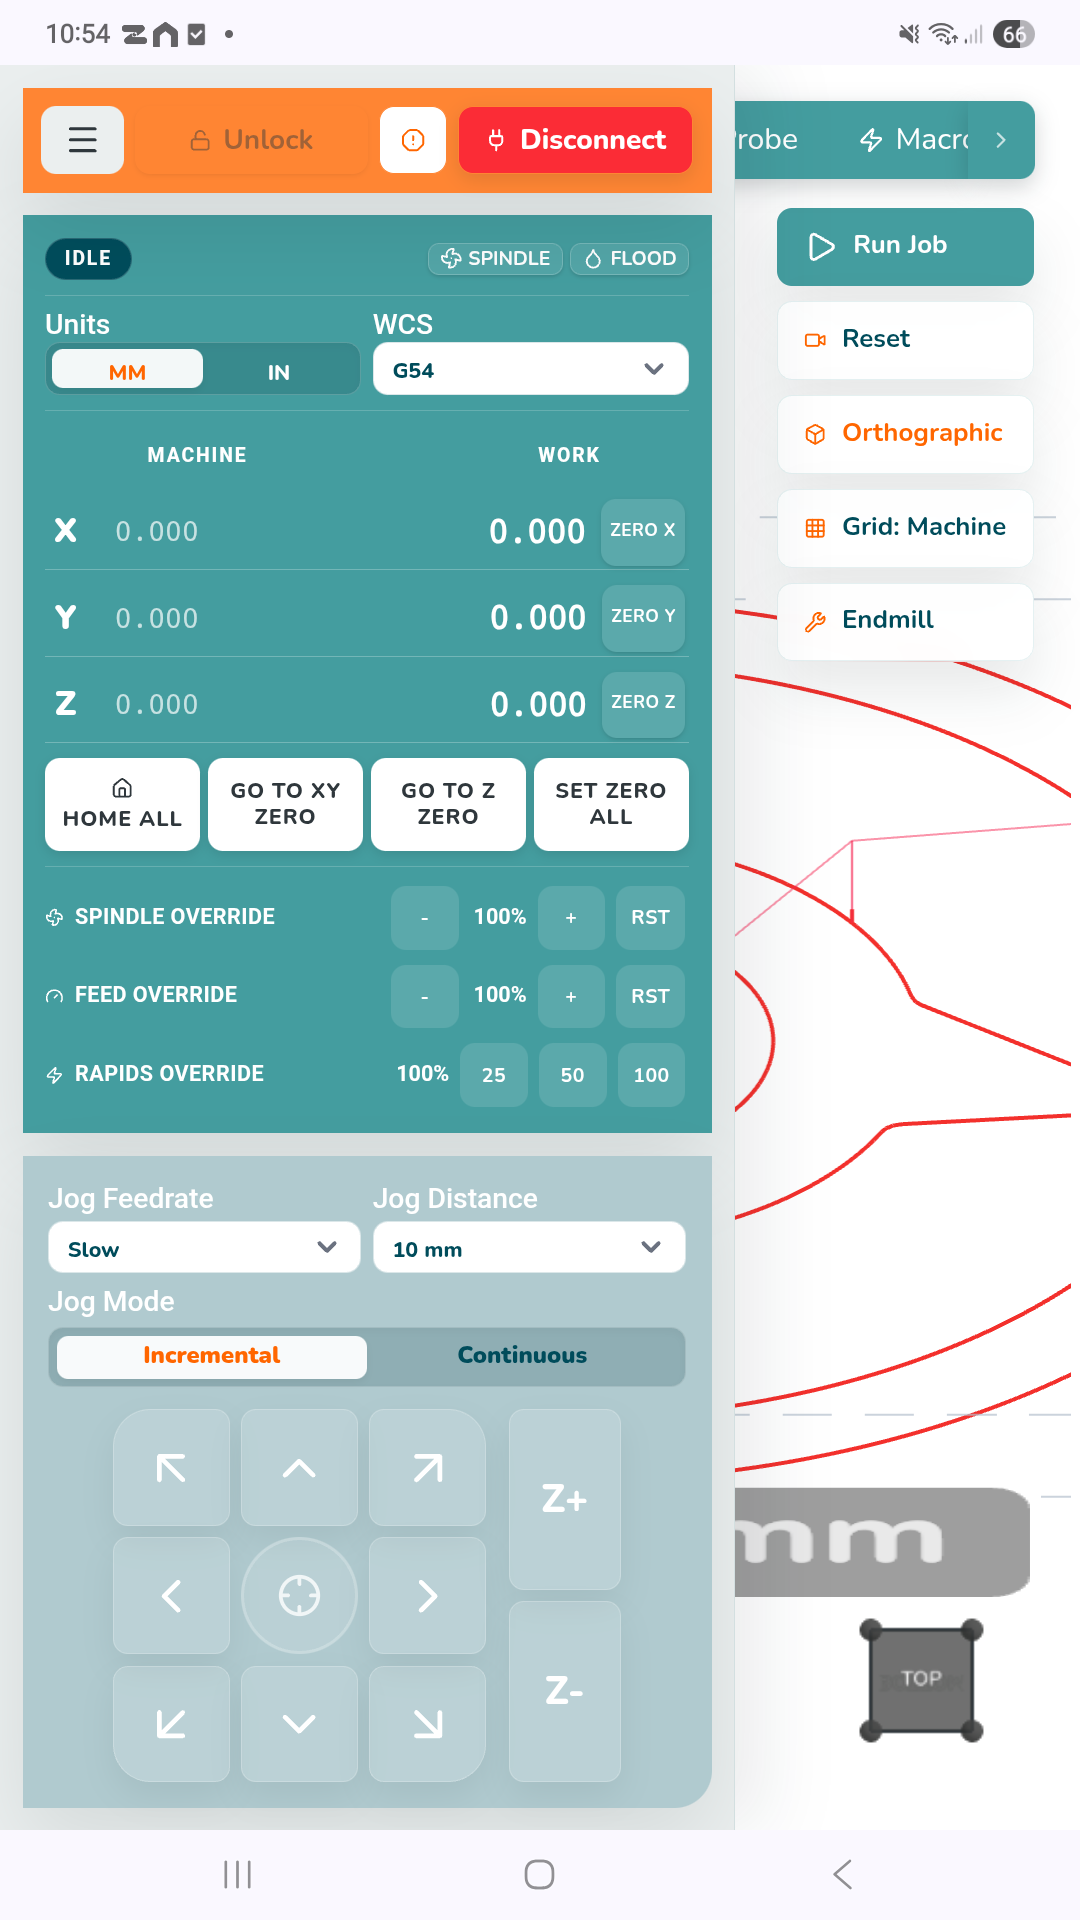 10:54
66
Unlock
Disconnect
Probe
Macro
IDLE
SPINDLE
FLOOD
Run Job
Units
WCS
MM
IN
G54
Reset
Orthographic
MACHINE
WORK
X 0.000 0.000 ZERO X
Grid: Machine
Y 0.000 0.000 ZERO Y
Endmill
Z 0.000 0.000 ZERO Z
HOME ALL
GO TO XY
ZERO
GO TO Z
ZERO
SET ZERO
ALL
SPINDLE OVERRIDE - 100% + RST
FEED OVERRIDE - 100% + RST
RAPIDS OVERRIDE 100% 25 50 100
Jog Feedrate
Jog Distance
Slow
10 mm
Jog Mode
Incremental
Continuous
Z+
mm
Z-
TOP